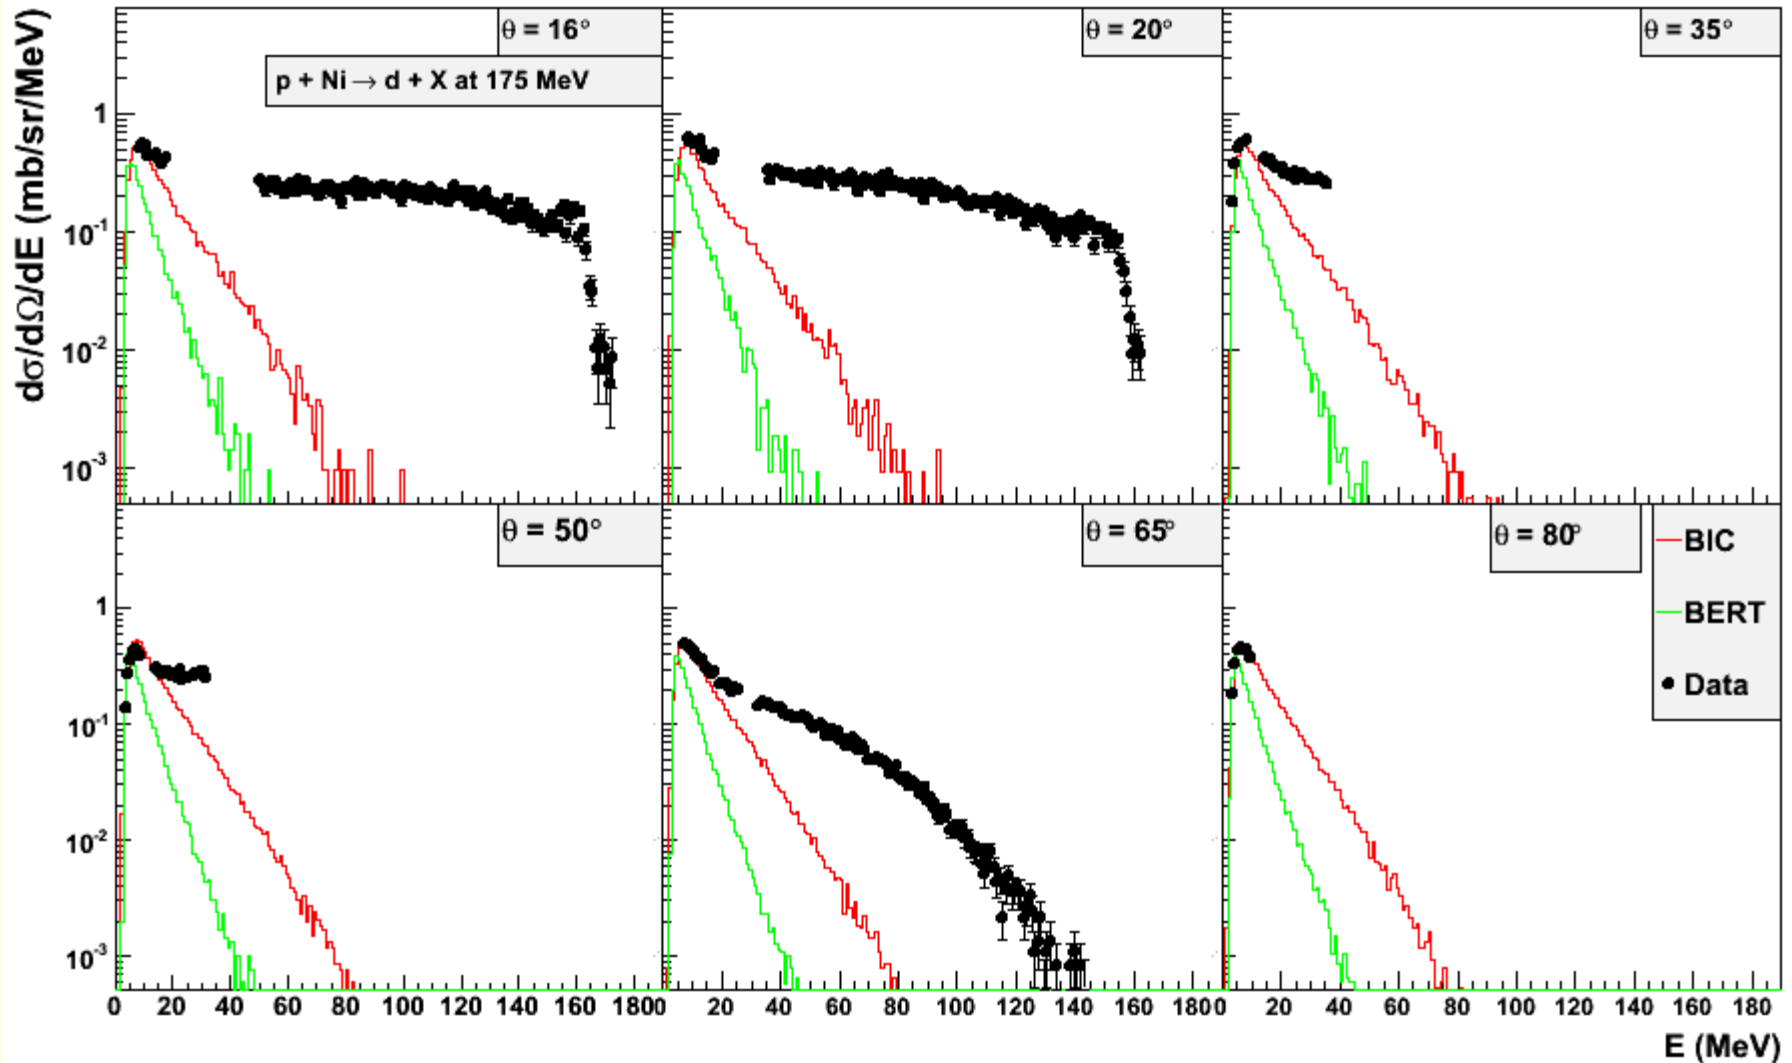 dσ/dΩ/dE (mb/sr/MeV)
θ = 16°
θ = 20°
θ = 35°
p + Ni → d + X at 175 MeV
1
10⁻¹
10⁻²
10⁻³
θ = 50°
θ = 65°
θ = 80°
BIC
BERT
Data
1
10⁻¹
10⁻²
10⁻³
0 20 40 60 80 100 120 140 160 1800 20 40 60 80 100 120 140 160 180 20 40 60 80 100 120 140 160 180
E (MeV)